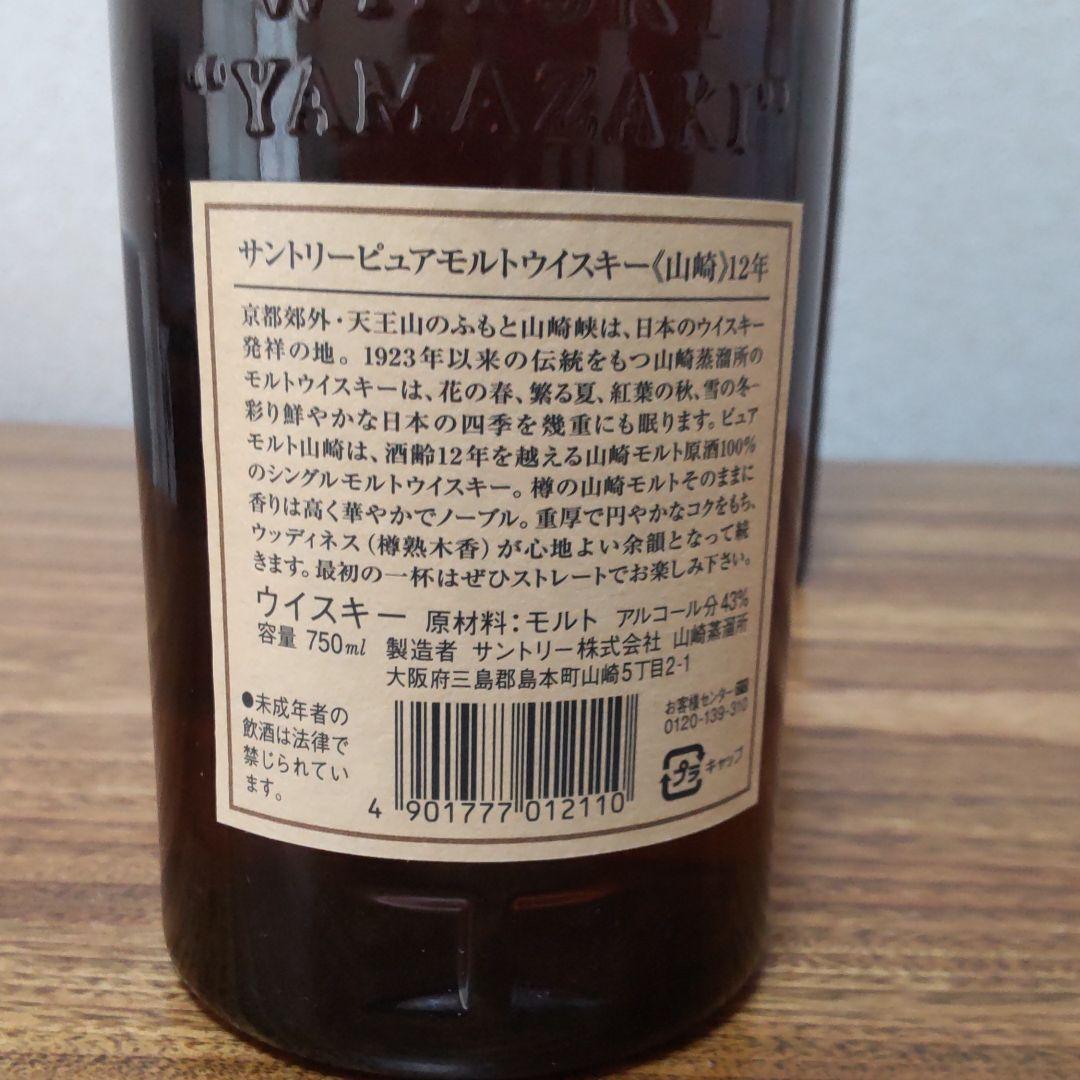 WHISKY
"YAMAZAKI"
サントリーピュアモルトウイスキー《山崎》12年
京都郊外・天王山のふもと山崎峡は、日本のウイスキー
発祥の地。1923年以来の伝統をもつ山崎蒸溜所の
モルトウイスキーは、花の春、繁る夏、紅葉の秋、雪の冬-
彩り鮮やかな日本の四季を幾重にも眠ります。ピュア
モルト山崎は、酒齢12年を越える山崎モルト原酒100%
のシングルモルトウイスキー。樽の山崎モルトそのままに
香りは高く華やかでノーブル。重厚で円やかなコクをもち、
ウッディネス(樽熟木香)が心地よい余韻となって続
きます。最初の一杯はぜひストレートでお楽しみ下さい。
ウイスキー 原材料:モルト アルコール分43%
容量 750ml 製造者 サントリー株式会社 山崎蒸溜所
大阪府三島郡島本町山崎5丁目2-1
●未成年者の
飲酒は法律で
禁じられてい
ます。
4 901777 012110
お客様センター
0120-139-310
プラ キャップ